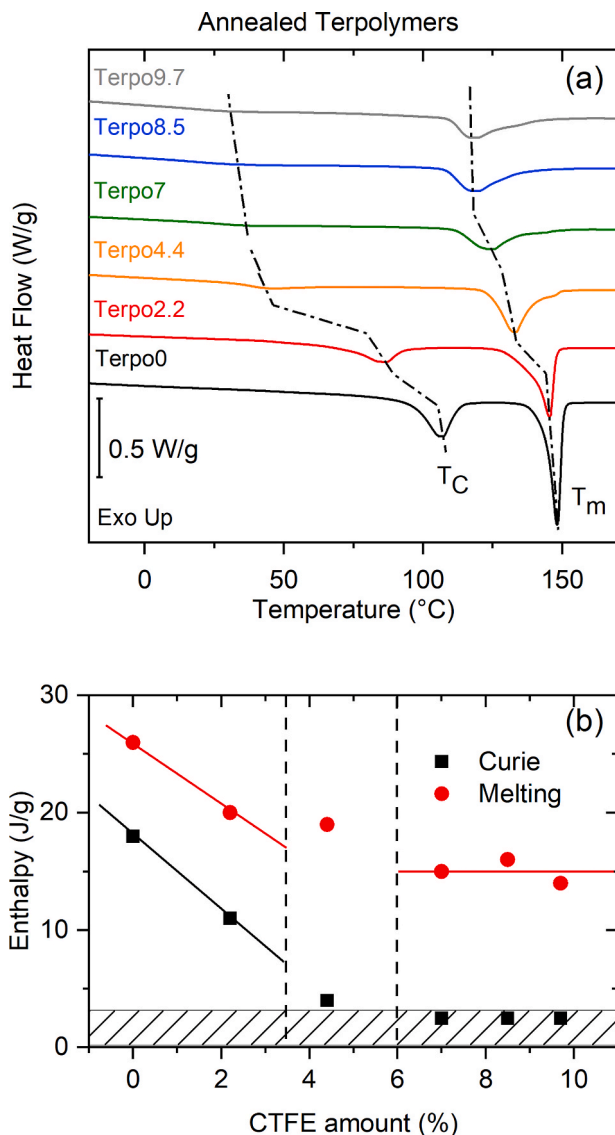 Annealed Terpolymers
(a)
Terpo9.7
Terpo8.5
Terpo7
Terpo4.4
Terpo2.2
Terpo0
0.5 W/g
Exo Up
T_C
T_m
Heat Flow (W/g)
0 50 100 150
Temperature (°C)
(b)
30
20
10
0
Curie
Melting
Enthalpy (J/g)
0 2 4 6 8 10
CTFE amount (%)